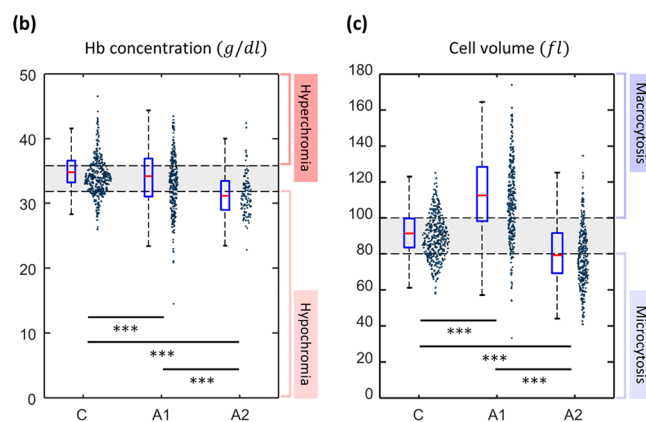 (b)
Hb concentration (g/dl)
50
40
30
20
10
0
Hyperchromia
Hypochromia
***
***
***
C A1 A2
(c)
Cell volume (fl)
180
160
140
120
100
80
60
40
20
0
Macrocytosis
Microcytosis
***
***
***
C A1 A2